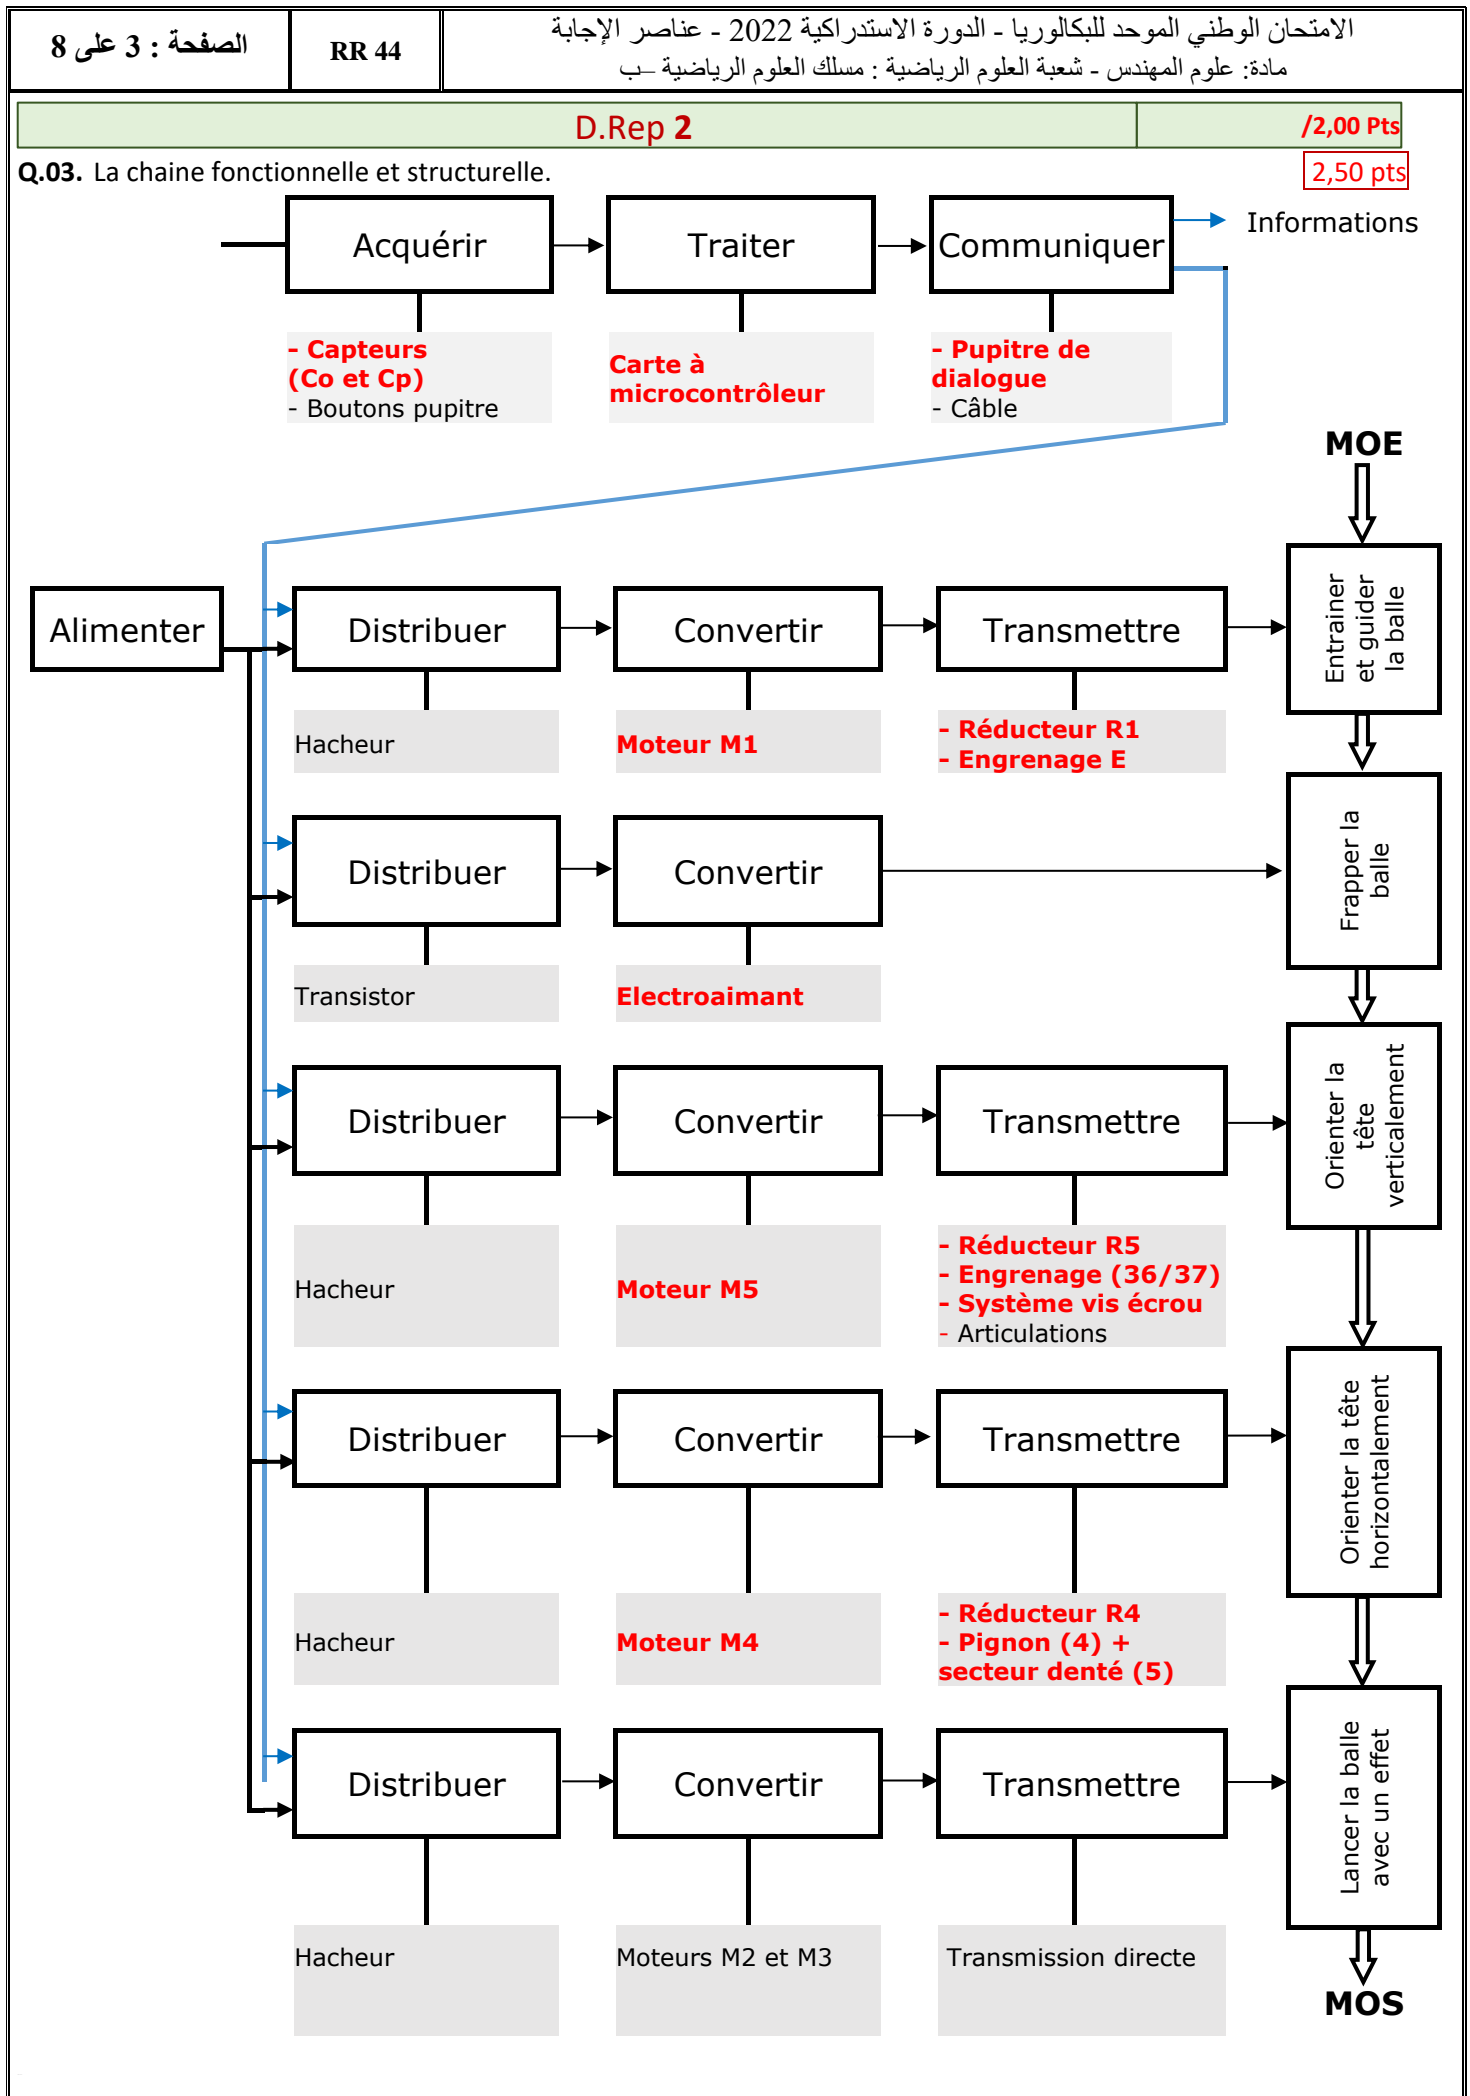 الامتحان الوطني الموحد للبكالوريا - الدورة الاستدراكية 2022 - عناصر الإجابة
مادة: علوم المهندس - شعبة العلوم الرياضية : مسلك العلوم الرياضية –ب
RR 44
الصفحة : 3 على 8
D.Rep 2
/2,00 Pts
Q.03. La chaine fonctionnelle et structurelle.
2,50 pts
Acquérir
Traiter
Communiquer
Informations
- Capteurs
(Co et Cp)
- Boutons pupitre
Carte à
microcontrôleur
- Pupitre de
dialogue
- Câble
MOE
Alimenter
Distribuer
Convertir
Transmettre
Entrainer
et guider
la balle
Hacheur
Moteur M1
- Réducteur R1
- Engrenage E
Distribuer
Convertir
Frapper la
balle
Transistor
Electroaimant
Distribuer
Convertir
Transmettre
Orienter la
tête
verticalement
Hacheur
Moteur M5
- Réducteur R5
- Engrenage (36/37)
- Système vis écrou
- Articulations
Distribuer
Convertir
Transmettre
Orienter la tête
horizontalement
Hacheur
Moteur M4
- Réducteur R4
- Pignon (4) +
secteur denté (5)
Distribuer
Convertir
Transmettre
Lancer la balle
avec un effet
Hacheur
Moteurs M2 et M3
Transmission directe
MOS